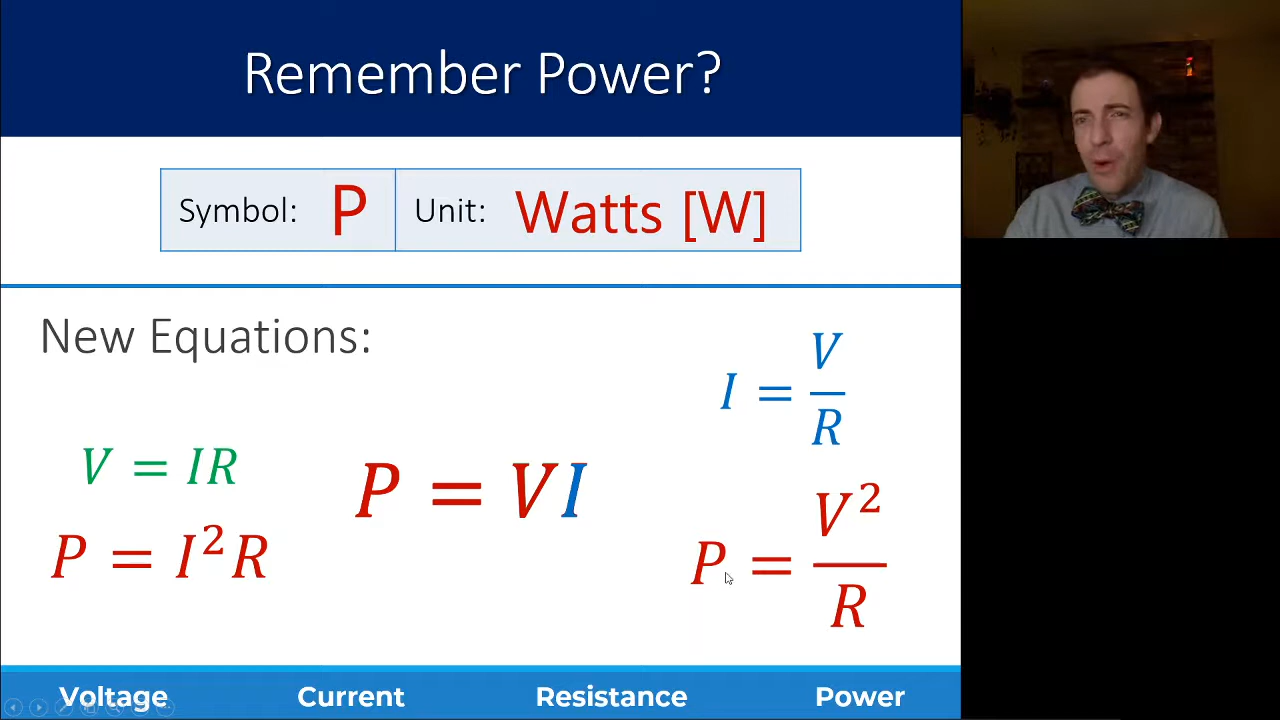 Remember Power?
Symbol: P Unit: Watts [W]
New Equations:
I = V/R
V = IR
P = VI
P = I²R
P = V²/R
Voltage Current Resistance Power